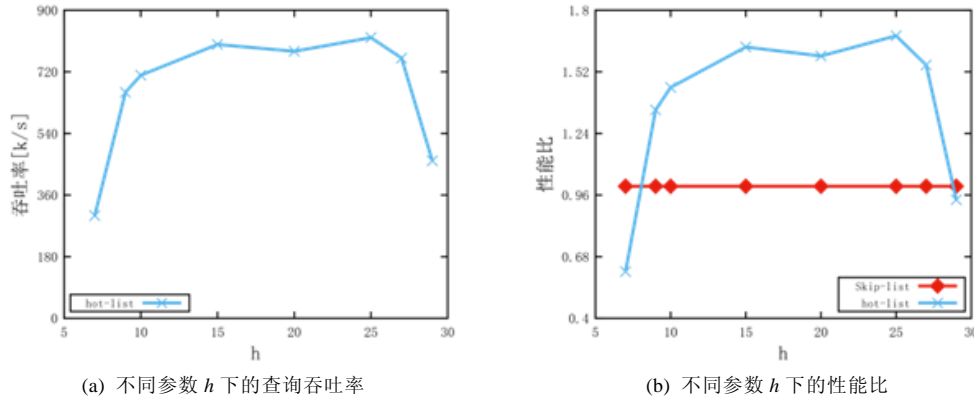 900
720
540
360
180
0
吞吐率[k/s]
hot-list
5 10 15 20 25 30
h
(a) 不同参数 h 下的查询吞吐率
1.8
1.52
1.24
0.96
0.68
0.4
性能比
Skip-list
hot-list
5 10 15 20 25 30
h
(b) 不同参数 h 下的性能比